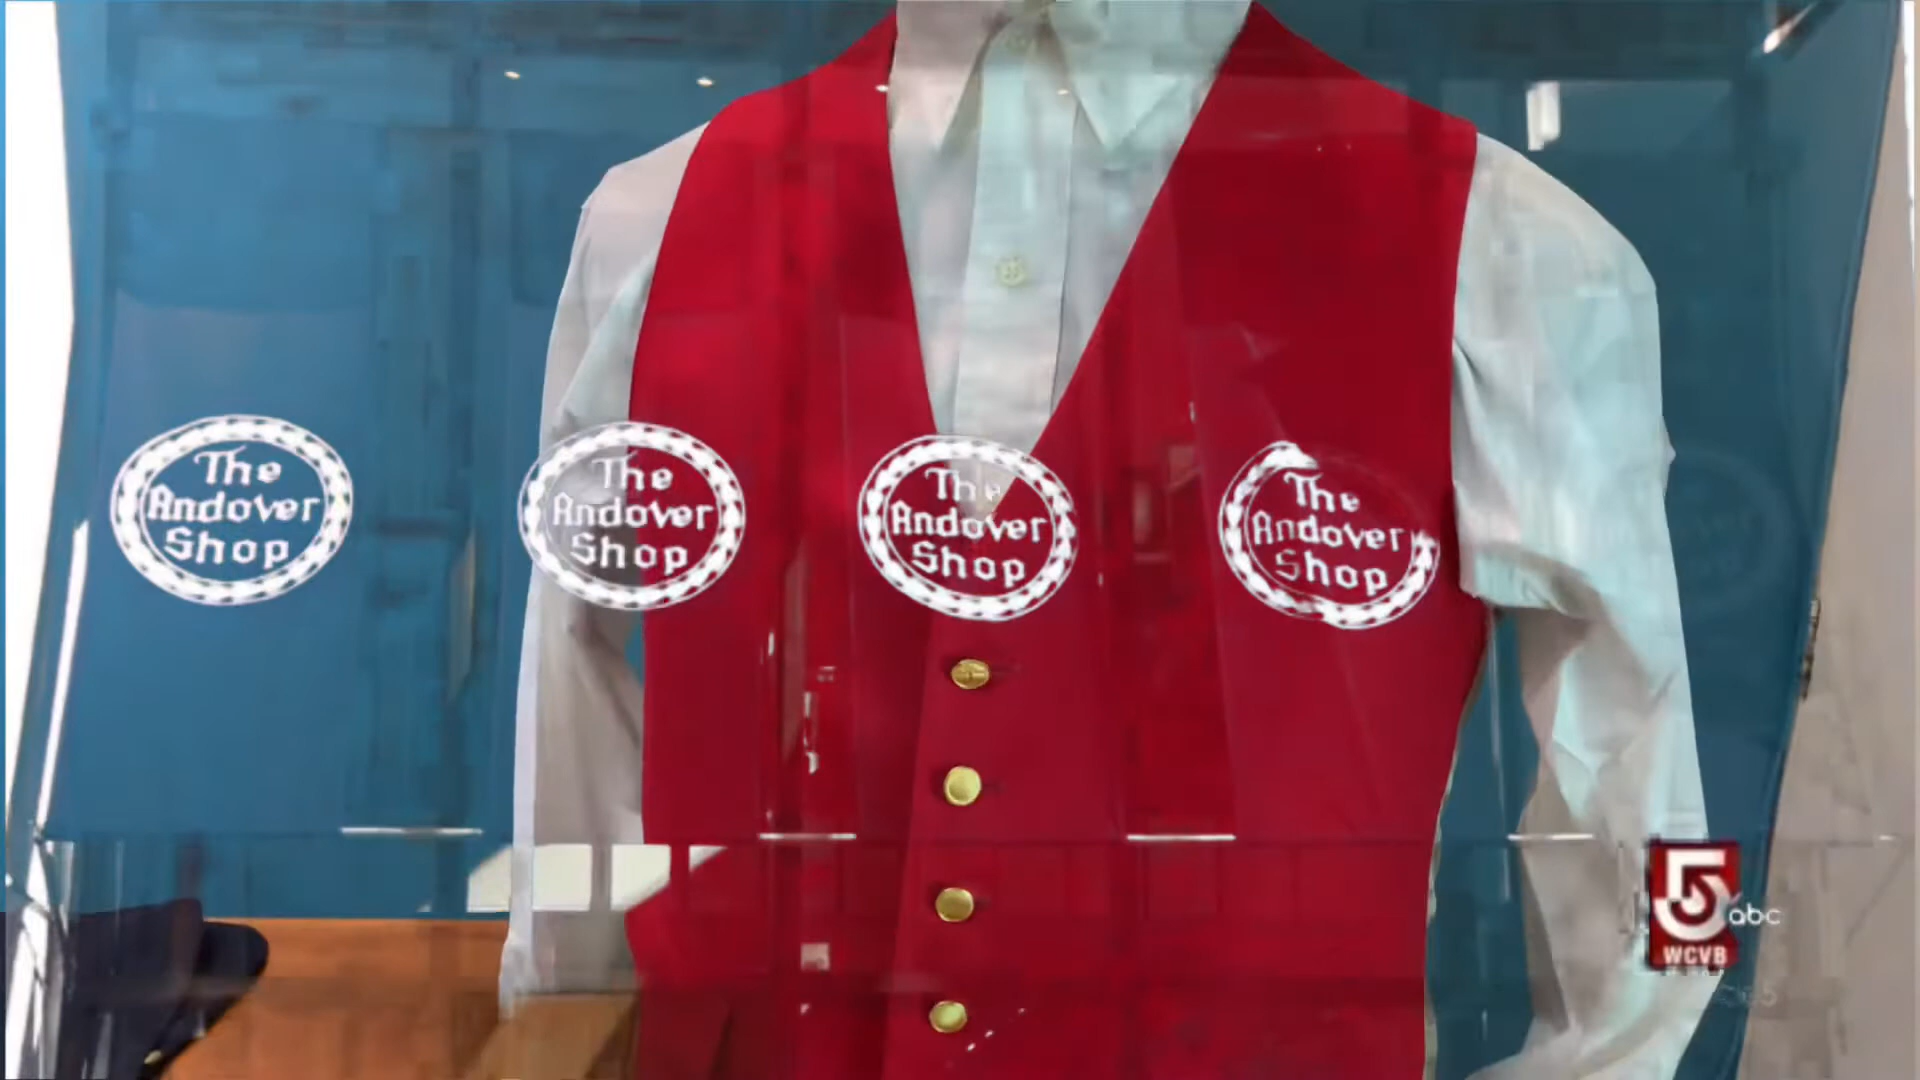 The
Andover
Shop
The
Andover
Shop
The
Andover
Shop
The
Andover
Shop
5
abc
WCVB